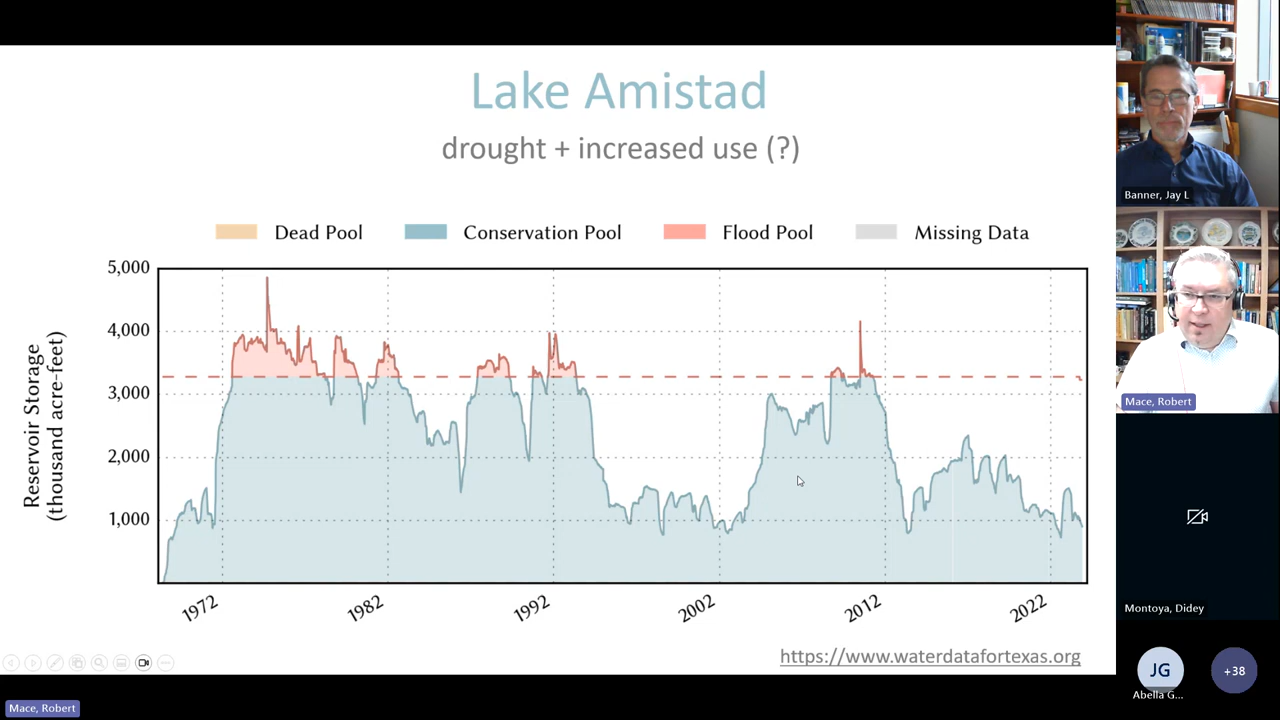 Lake Amistad
drought + increased use (?)
Dead Pool Conservation Pool Flood Pool Missing Data
5,000
4,000
3,000
2,000
1,000
Reservoir Storage
(thousand acre-feet)
1972 1982 1992 2002 2012 2022
https://www.waterdatafortexas.org
Mace, Robert
Banner, Jay L
Mace, Robert
Montoya, Didey
JG
+38
Abella G...